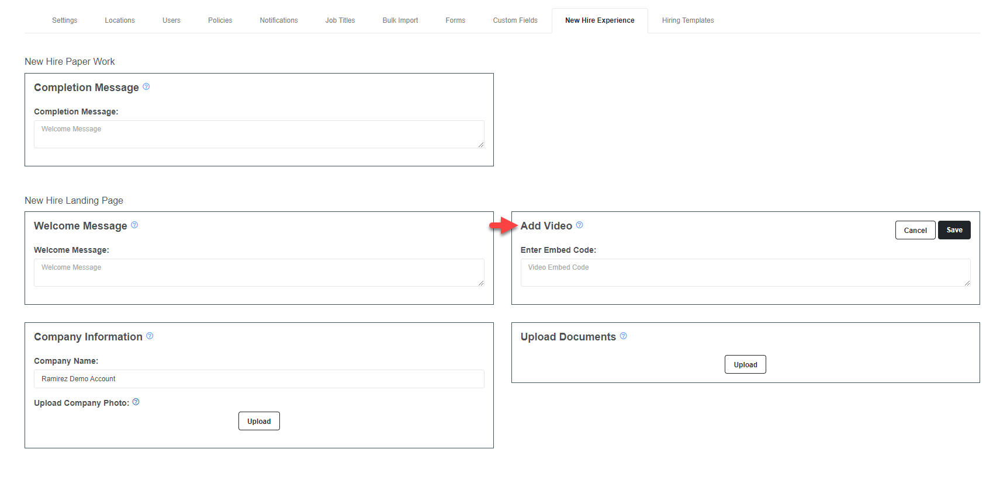 Settings Locations Users Policies Notifications Job Titles Bulk Import Forms Custom Fields New Hire Experience Hiring Templates
New Hire Paper Work
Completion Message
Completion Message:
Welcome Message
New Hire Landing Page
Welcome Message
Welcome Message:
Welcome Message
Add Video
Cancel Save
Enter Embed Code:
Video Embed Code
Company Information
Company Name:
Ramirez Demo Account
Upload Company Photo:
Upload
Upload Documents
Upload